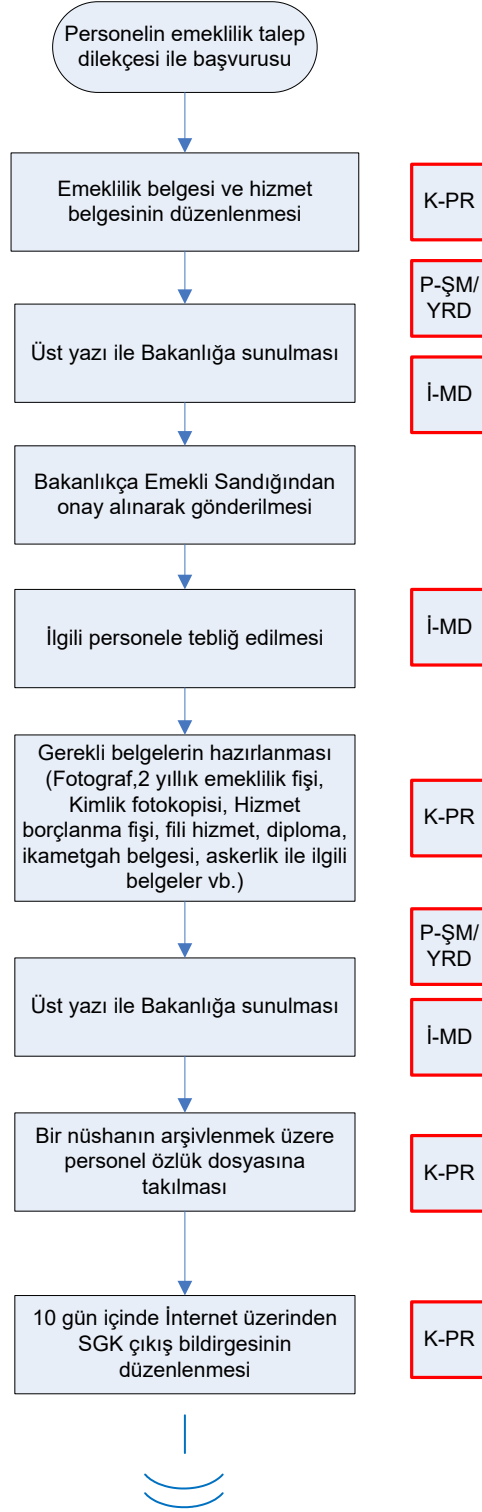 Personelin emeklilik talep
dilekçesi ile başvurusu
Emeklilik belgesi ve hizmet
belgesinin düzenlenmesi
K-PR
P-ŞM/
YRD
Üst yazı ile Bakanlığa sunulması
İ-MD
Bakanlıkça Emekli Sandığından
onay alınarak gönderilmesi
İlgili personele tebliğ edilmesi
İ-MD
Gerekli belgelerin hazırlanması
(Fotograf,2 yıllık emeklilik fişi,
Kimlik fotokopisi, Hizmet
borçlanma fişi, fili hizmet, diploma,
ikametgah belgesi, askerlik ile ilgili
belgeler vb.)
K-PR
P-ŞM/
YRD
Üst yazı ile Bakanlığa sunulması
İ-MD
Bir nüshanın arşivlenmek üzere
personel özlük dosyasına
takılması
K-PR
10 gün içinde İnternet üzerinden
SGK çıkış bildirgesinin
düzenlenmesi
K-PR